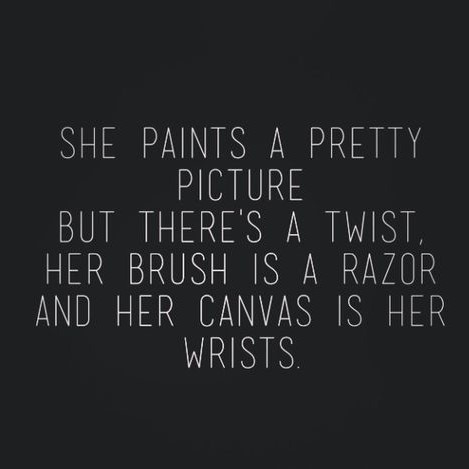 SHE PAINTS A PRETTY
PICTURE
BUT THERE'S A TWIST,
HER BRUSH IS A RAZOR
AND HER CANVAS IS HER
WRISTS.